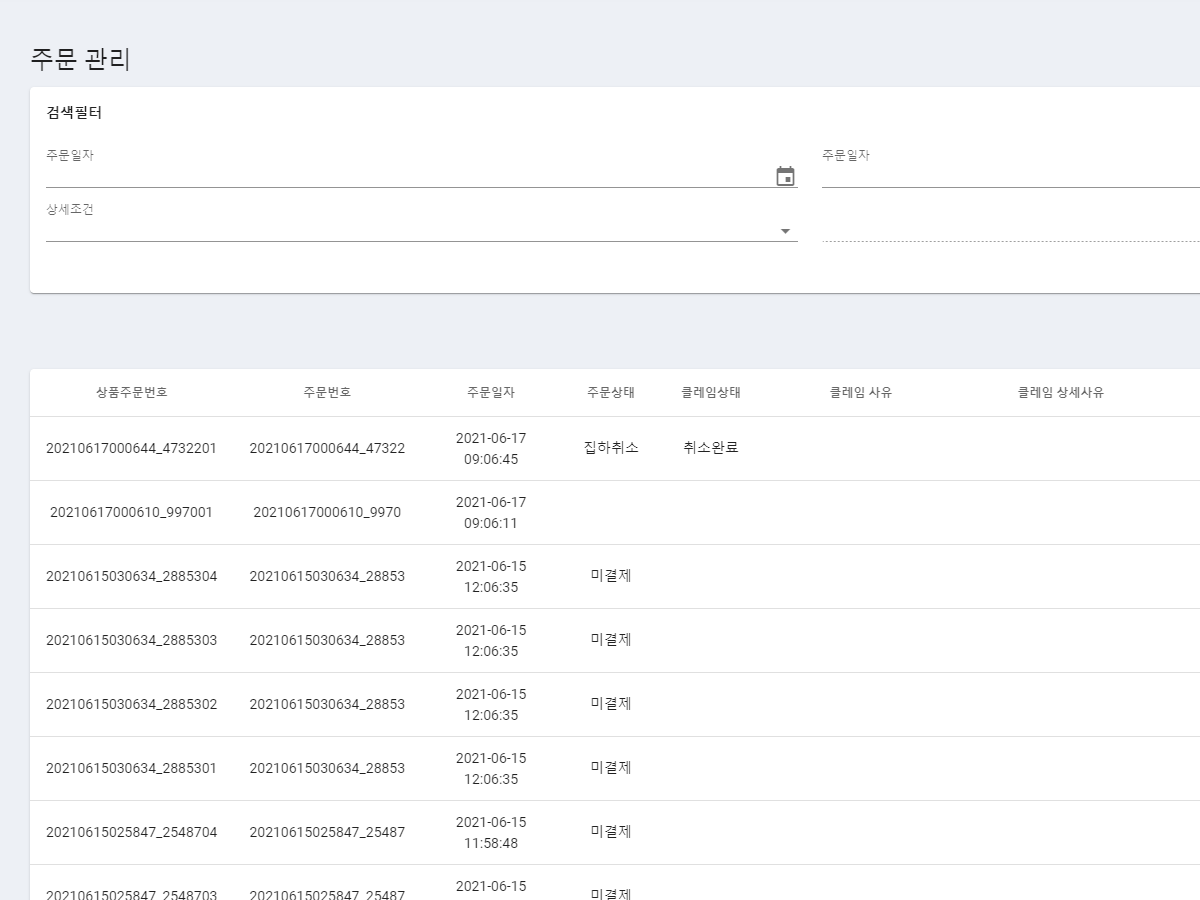 주문 관리
검색필터
주문일자 주문일자
상세조건
상품주문번호 주문번호 주문일자 주문상태 클레임상태 클레임 사유 클레임 상세사유
20210617000644_4732201 20210617000644_47322 2021-06-17 09:06:45 집하취소 취소완료
20210617000610_997001 20210617000610_9970 2021-06-17 09:06:11
20210615030634_2885304 20210615030634_28853 2021-06-15 12:06:35 미결제
20210615030634_2885303 20210615030634_28853 2021-06-15 12:06:35 미결제
20210615030634_2885302 20210615030634_28853 2021-06-15 12:06:35 미결제
20210615030634_2885301 20210615030634_28853 2021-06-15 12:06:35 미결제
20210615025847_2548704 20210615025847_25487 2021-06-15 11:58:48 미결제
20210615025847_2548703 20210615025847_25487 2021-06-15 미결제